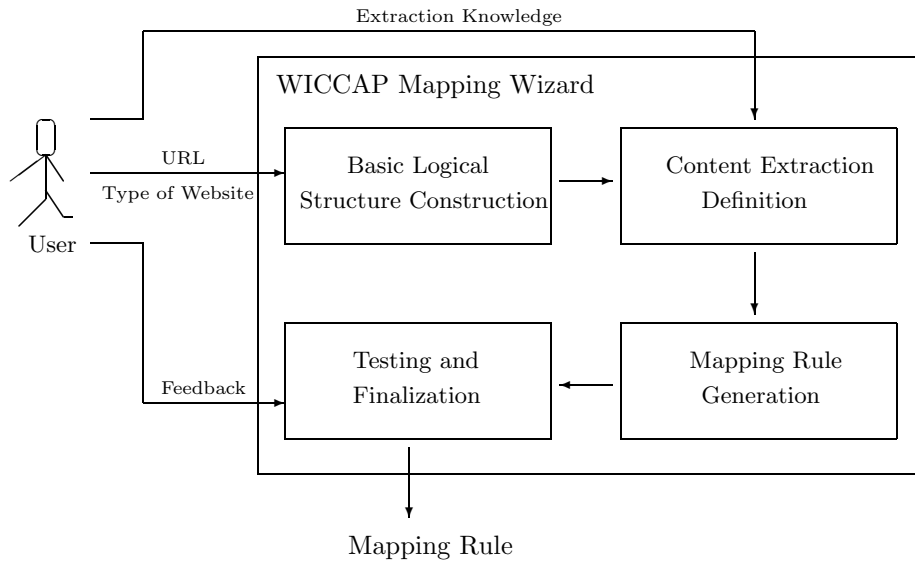 Extraction Knowledge
WICCAP Mapping Wizard
URL
Type of Website
User
Basic Logical
Structure Construction
Content Extraction
Definition
Feedback
Testing and
Finalization
Mapping Rule
Generation
Mapping Rule